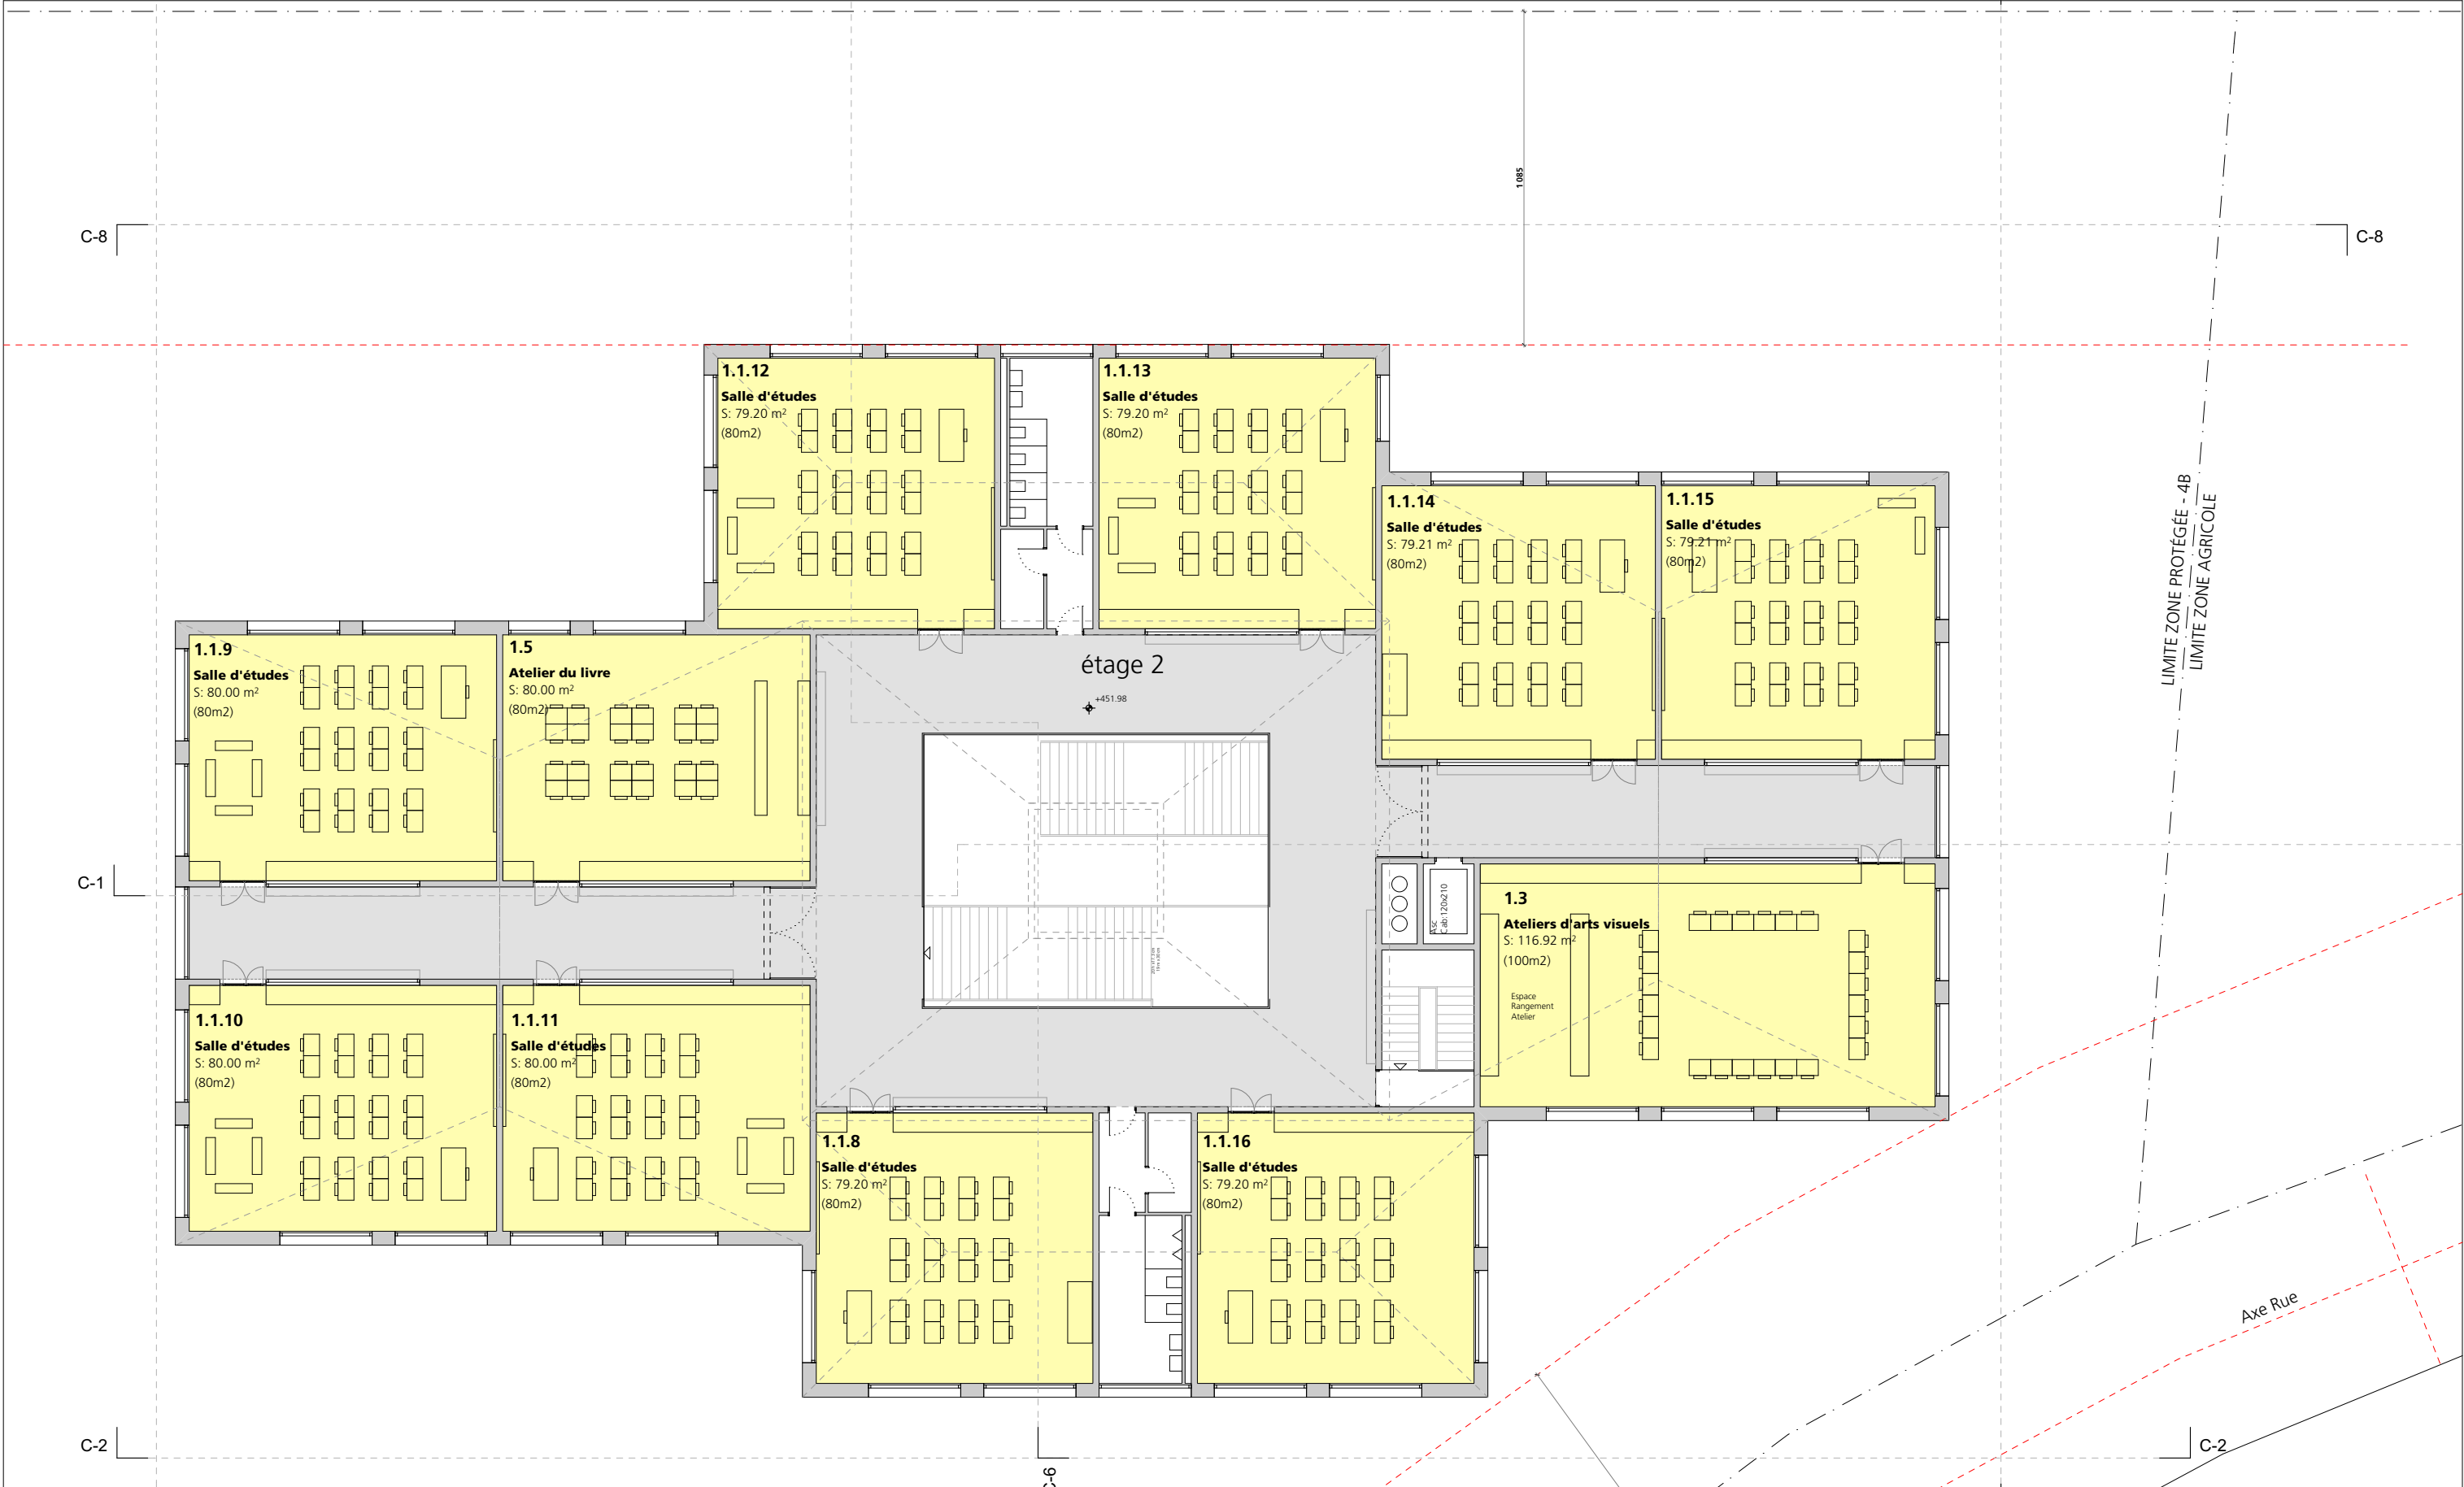 1 085
C-8
C-8
LIMITE ZONE PROTÉGÉE - 4B
LIMITE ZONE AGRICOLE
1.1.12
Salle d'études
S: 79.20 m²
(80m2)
1.1.13
Salle d'études
S: 79.20 m²
(80m2)
1.1.14
Salle d'études
S: 79.21 m²
(80m2)
1.1.15
Salle d'études
S: 79.21 m²
(80m2)
1.1.9
Salle d'études
S: 80.00 m²
(80m2)
1.5
Atelier du livre
S: 80.00 m²
(80m2)
étage 2
+451.98
C-1
Asc
Cab:120x210
1.3
Ateliers d'arts visuels
S: 116.92 m²
(100m2)
Espace
Rangement
Atelier
1.1.10
Salle d'études
S: 80.00 m²
(80m2)
1.1.11
Salle d'études
S: 80.00 m²
(80m2)
1.1.8
Salle d'études
S: 79.20 m²
(80m2)
1.1.16
Salle d'études
S: 79.20 m²
(80m2)
Axe Rue
C-2
C-2
C-6